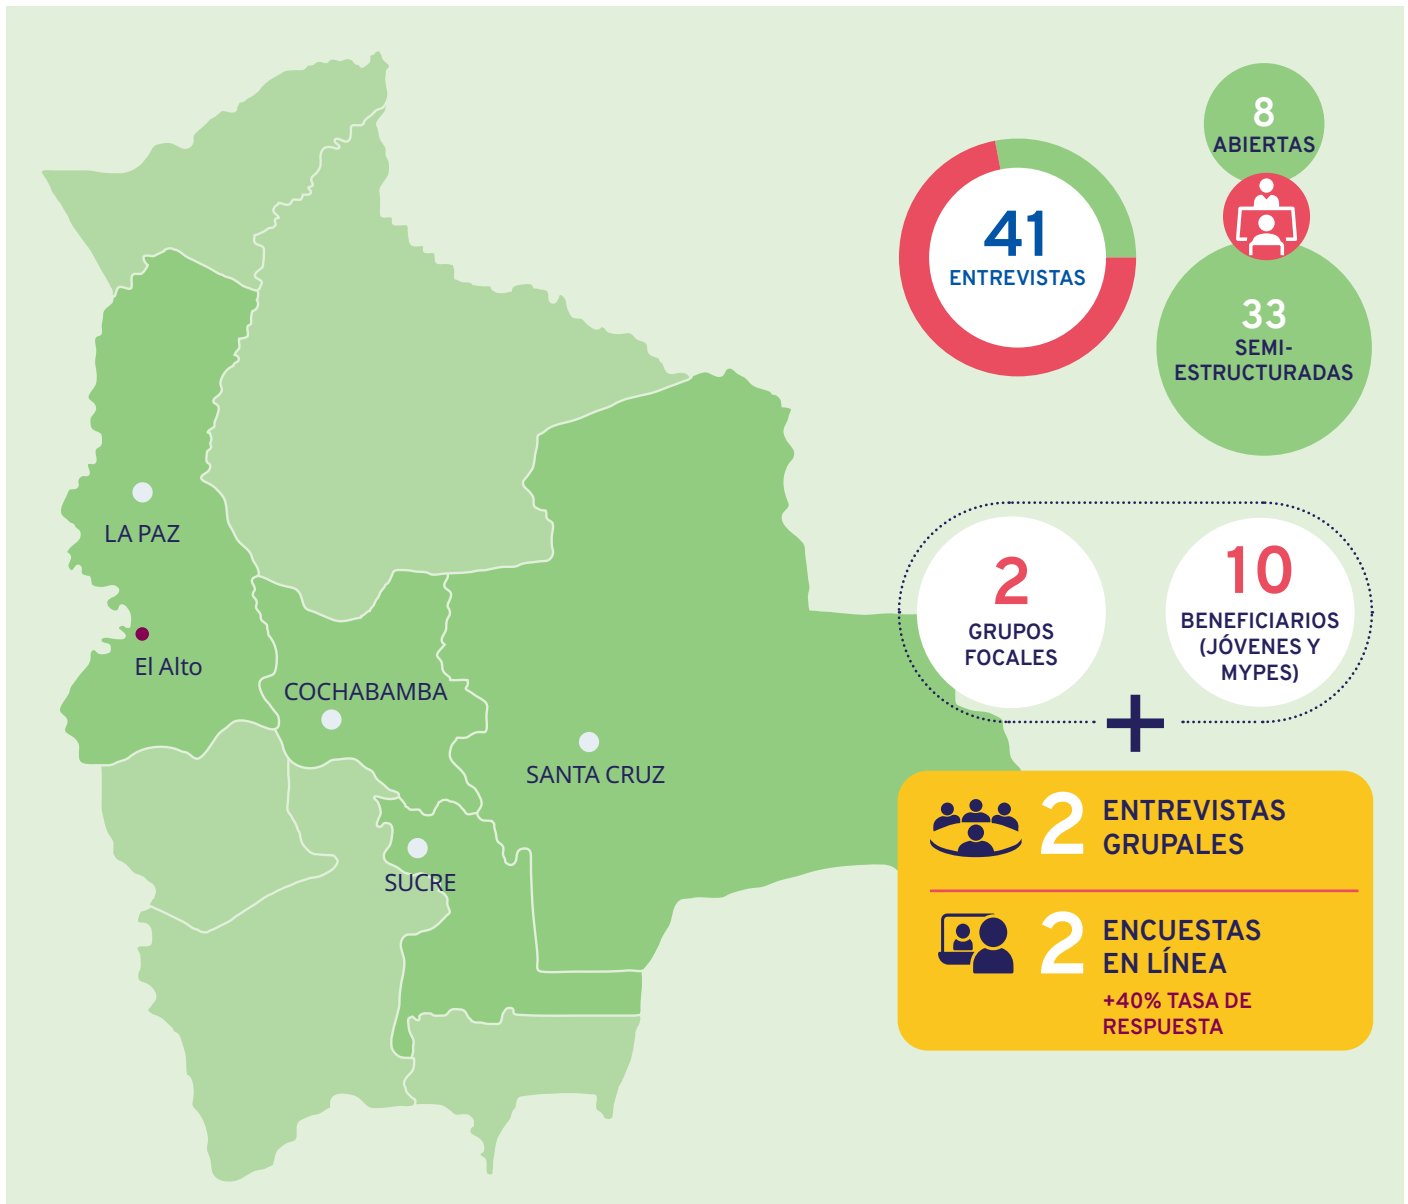 LA PAZ
El Alto
COCHABAMBA
SANTA CRUZ
SUCRE
41
ENTREVISTAS
8
ABIERTAS
33
SEMI-
ESTRUCTURADAS
2
GRUPOS
FOCALES
10
BENEFICIARIOS
(JÓVENES Y
MYPES)
+
2
ENTREVISTAS
GRUPALES
2
ENCUESTAS
EN LÍNEA
+40% TASA DE
RESPUESTA